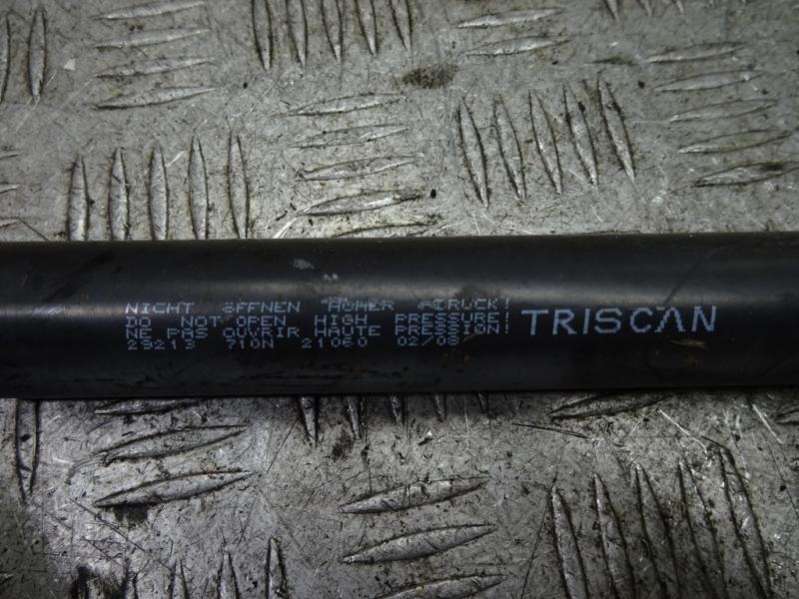 NICHT ÖFFNEN HOHER DRUCK!
DO NOT OPEN HIGH PRESSURE!
NE PAS OUVRIR HAUTE PRESSION!
23213 710N 21060 02/08
TRISCAN